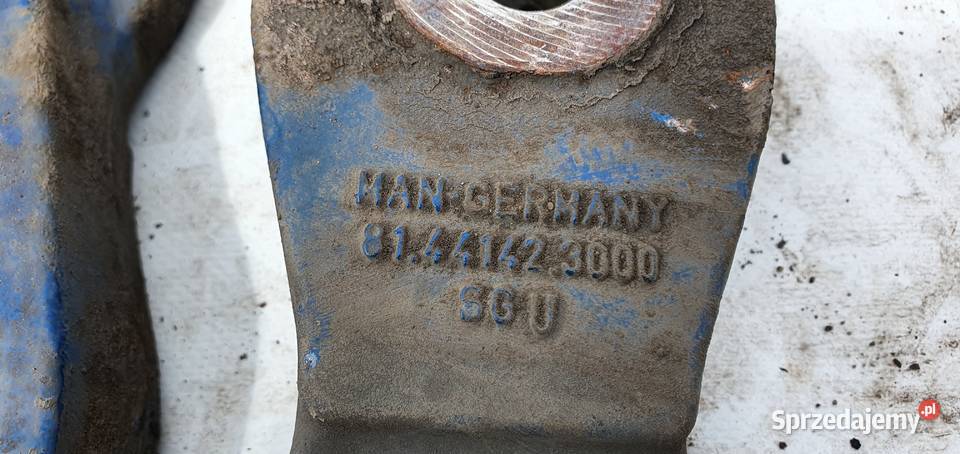 MAN-GERMANY
81.44142.3000
SGU
Sprzedajemy.pl